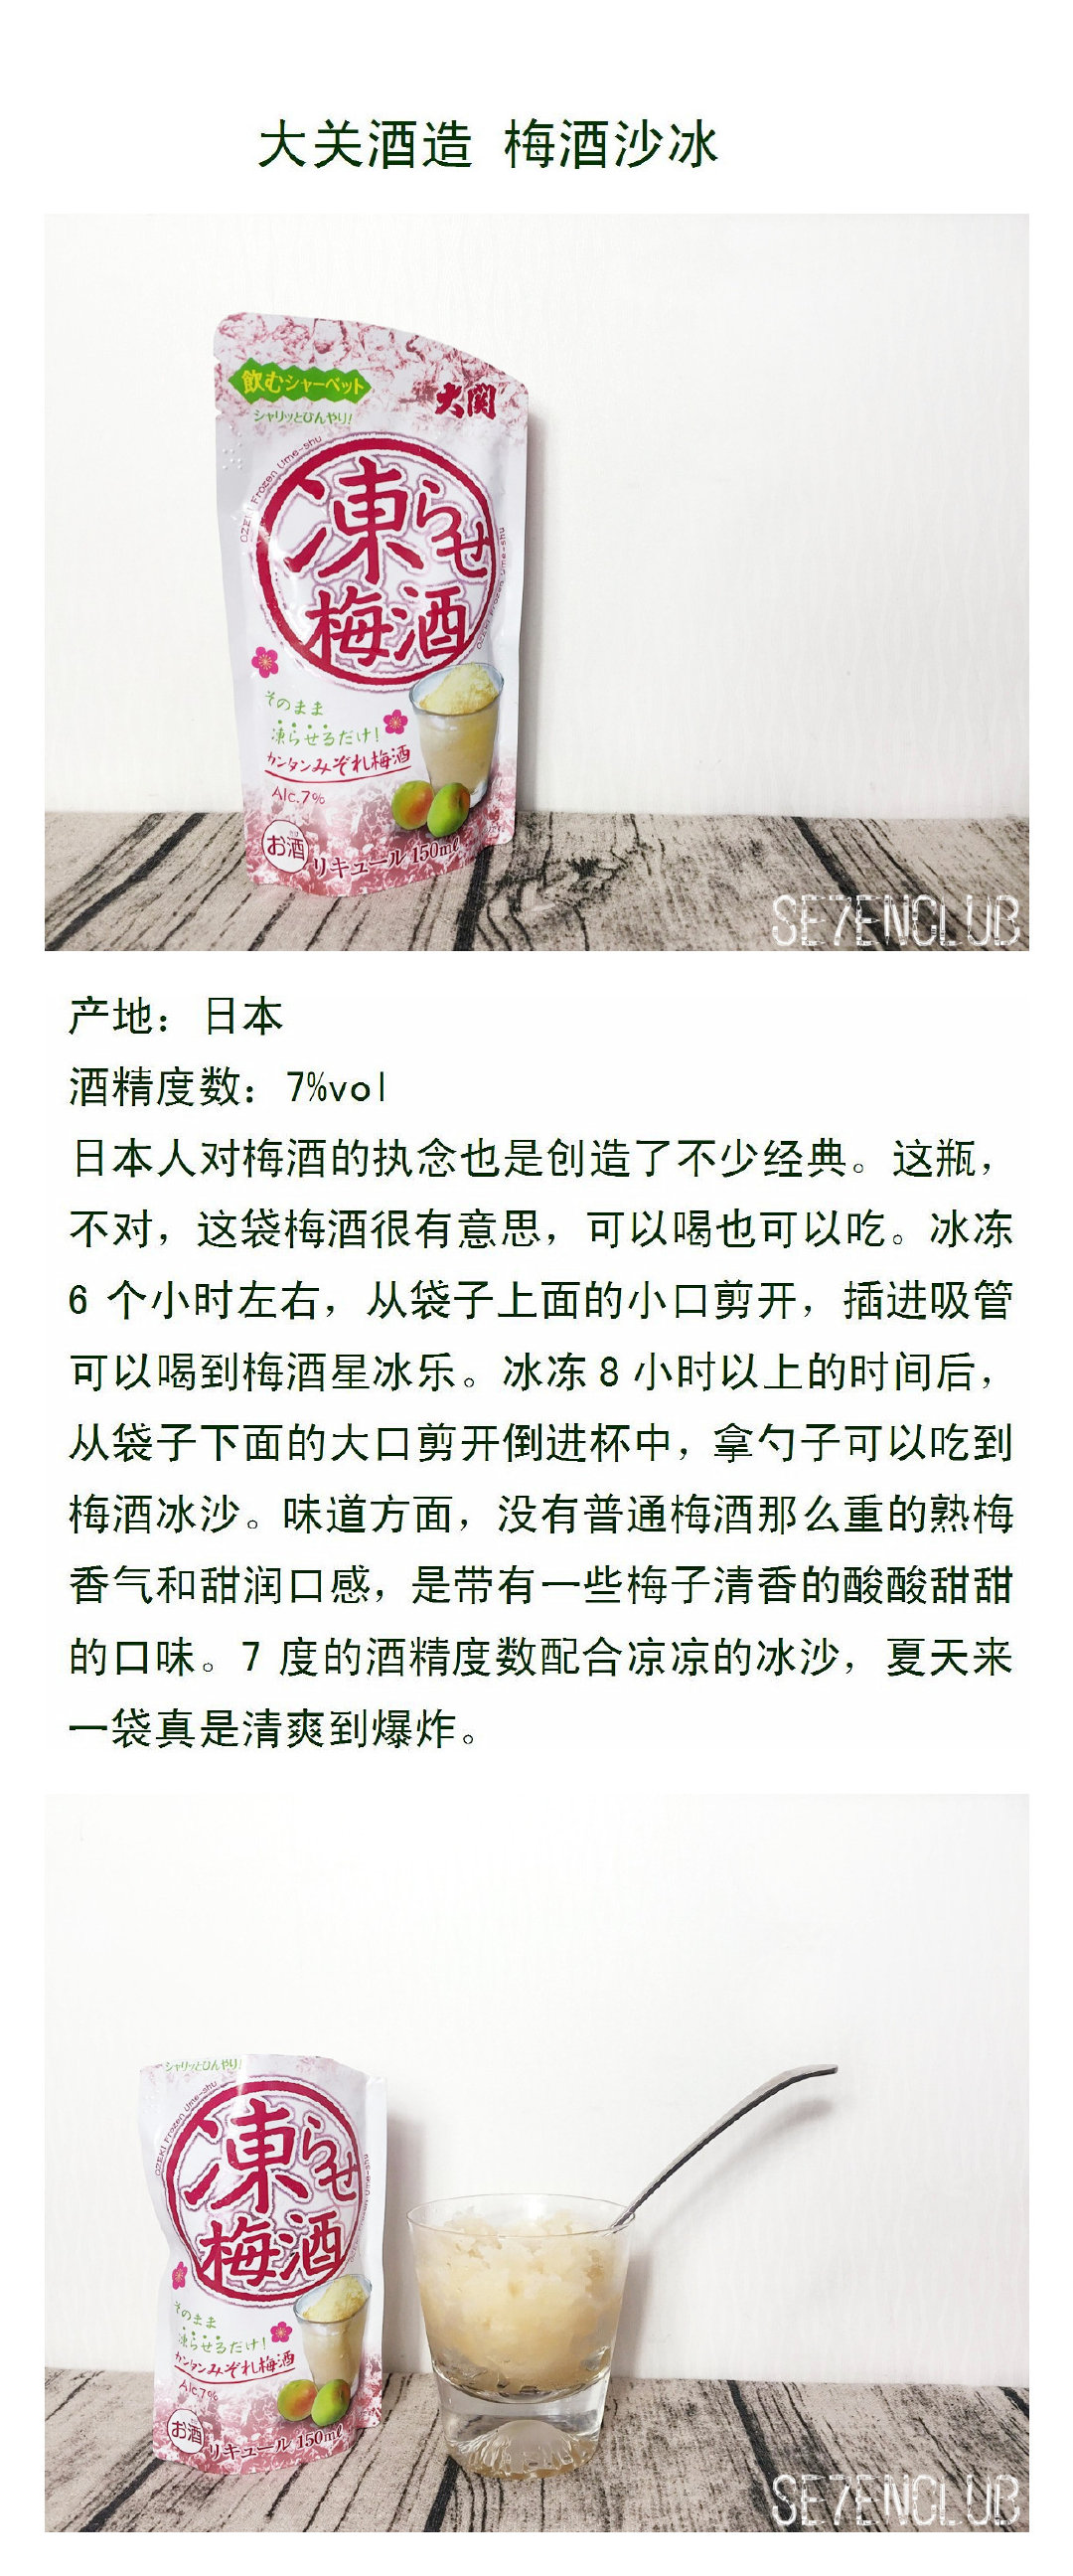 大关酒造 梅酒沙冰
飲むシャーベット
シャリッとひんやり!
大関
OZEKI Frozen Ume-shu
凍らせ
梅酒
OZEKI Frozen Ume-shu
そのまま
凍らせるだけ!
カンタンみぞれ梅酒
Alc.7%
お酒
リキュール 150ml
SE7ENCLUB
产地：日本
酒精度数：7%vol
日本人对梅酒的执念也是创造了不少经典。这瓶，
不对，这袋梅酒很有意思，可以喝也可以吃。冰冻
6 个小时左右，从袋子上面的小口剪开，插进吸管
可以喝到梅酒星冰乐。冰冻 8 小时以上的时间后，
从袋子下面的大口剪开倒进杯中，拿勺子可以吃到
梅酒冰沙。味道方面，没有普通梅酒那么重的熟梅
香气和甜润口感，是带有一些梅子清香的酸酸甜甜
的口味。7 度的酒精度数配合凉凉的冰沙，夏天来
一袋真是清爽到爆炸。
シャリッとひんやり!
OZEKI Frozen Ume-shu
凍らせ
梅酒
そのまま
凍らせるだけ!
カンタンみぞれ梅酒
Alc.7%
お酒
リキュール 150ml
SE7ENCLUB